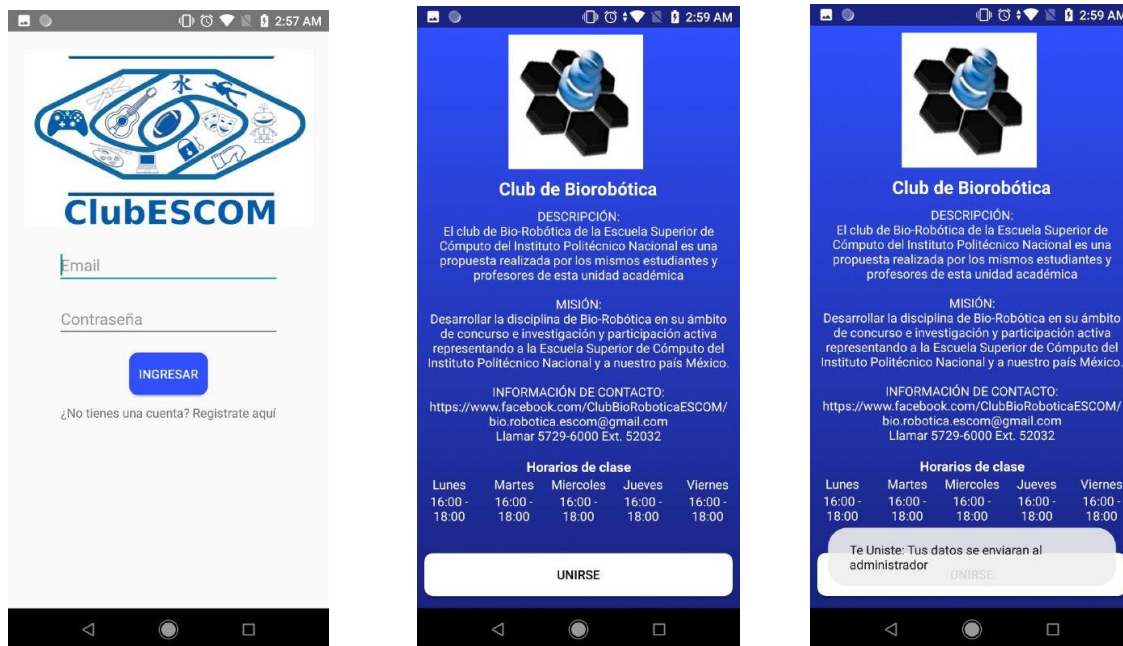 2:57 AM
水
ClubESCOM
Email
Contraseña
INGRESAR
¿No tienes una cuenta? Registrate aquí
2:59 AM
Club de Biorobótica
DESCRIPCIÓN:
El club de Bio-Robótica de la Escuela Superior de
Cómputo del Instituto Politécnico Nacional es una
propuesta realizada por los mismos estudiantes y
profesores de esta unidad académica
MISIÓN:
Desarrollar la disciplina de Bio-Robótica en su ámbito
de concurso e investigación y participación activa
representando a la Escuela Superior de Cómputo del
Instituto Politécnico Nacional y a nuestro país México.
INFORMACIÓN DE CONTACTO:
https://www.facebook.com/ClubBioRoboticaESCOM/
bio.robotica.escom@gmail.com
Llamar 5729-6000 Ext. 52032
Horarios de clase
Lunes Martes Miercoles Jueves Viernes
16:00 - 16:00 - 16:00 - 16:00 - 16:00 -
18:00 18:00 18:00 18:00 18:00
UNIRSE
2:59 AM
Club de Biorobótica
DESCRIPCIÓN:
El club de Bio-Robótica de la Escuela Superior de
Cómputo del Instituto Politécnico Nacional es una
propuesta realizada por los mismos estudiantes y
profesores de esta unidad académica
MISIÓN:
Desarrollar la disciplina de Bio-Robótica en su ámbito
de concurso e investigación y participación activa
representando a la Escuela Superior de Cómputo del
Instituto Politécnico Nacional y a nuestro país México.
INFORMACIÓN DE CONTACTO:
https://www.facebook.com/ClubBioRoboticaESCOM/
bio.robotica.escom@gmail.com
Llamar 5729-6000 Ext. 52032
Horarios de clase
Lunes Martes Miercoles Jueves Viernes
16:00 - 16:00 - 16:00 - 16:00 - 16:00 -
18:00 18:00 18:00 18:00 18:00
Te Uniste: Tus datos se enviaran al
administrador
UNIRSE